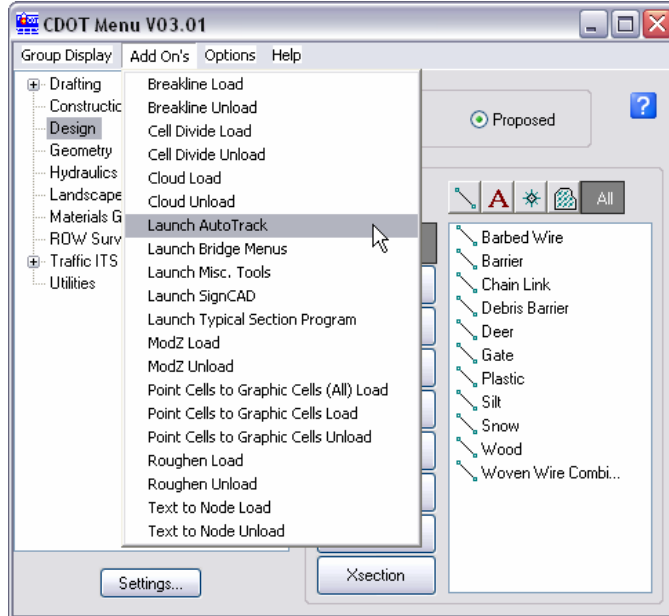 CDOT Menu V03.01
Group Display Add On's Options Help
Drafting
Constructic
Design
Geometry
Hydraulics
Landscape
Materials G
ROW Surv
Traffic ITS
Utilities
Breakline Load
Breakline Unload
Cell Divide Load
Cell Divide Unload
Cloud Load
Cloud Unload
Launch AutoTrack
Launch Bridge Menus
Launch Misc. Tools
Launch SignCAD
Launch Typical Section Program
ModZ Load
ModZ Unload
Point Cells to Graphic Cells (All) Load
Point Cells to Graphic Cells Load
Point Cells to Graphic Cells Unload
Roughen Load
Roughen Unload
Text to Node Load
Text to Node Unload
Proposed
?
A All
Barbed Wire
Barrier
Chain Link
Debris Barrier
Deer
Gate
Plastic
Silt
Snow
Wood
Woven Wire Combi...
Settings...
Xsection